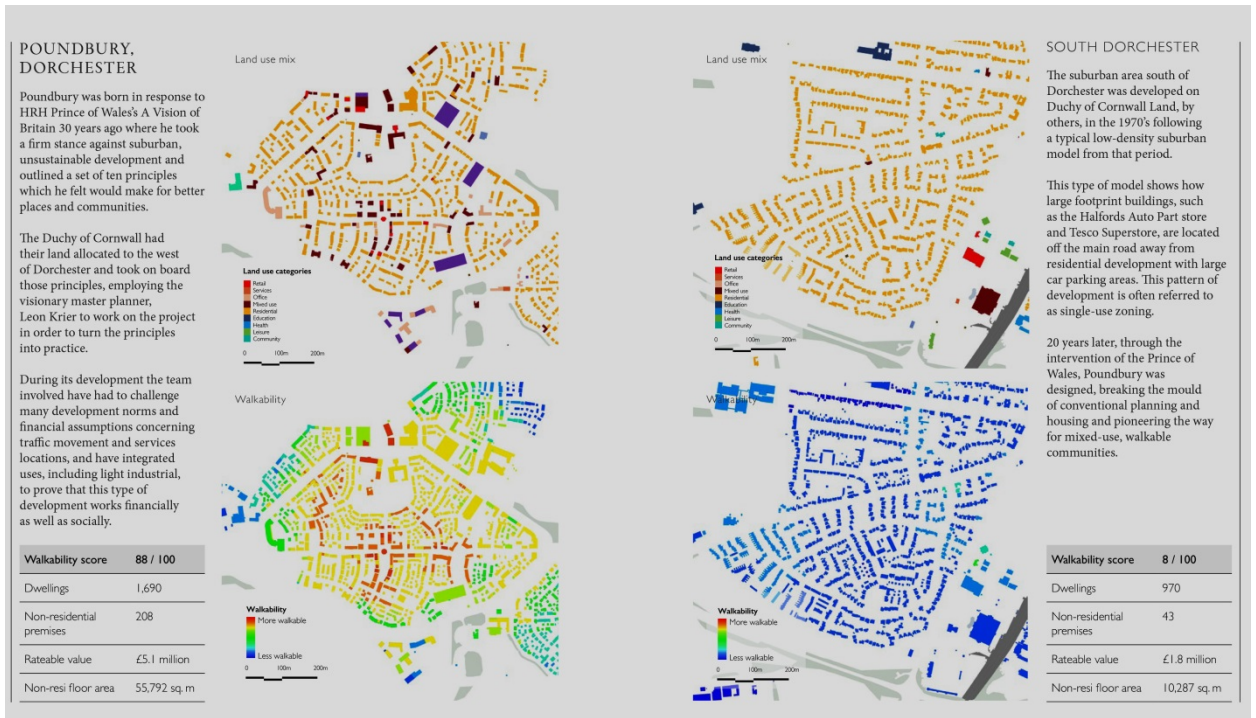 POUNDBURY,
DORCHESTER
Poundbury was born in response to
HRH Prince of Wales's A Vision of
Britain 30 years ago where he took
a firm stance against suburban,
unsustainable development and
outlined a set of ten principles
which he felt would make for better
places and communities.
The Duchy of Cornwall had
their land allocated to the west
of Dorchester and took on board
those principles, employing the
visionary master planner,
Leon Krier to work on the project
in order to turn the principles
into practice.
During its development the team
involved have had to challenge
many development norms and
financial assumptions concerning
traffic movement and services
locations, and have integrated
uses, including light industrial,
to prove that this type of
development works financially
as well as socially.
Walkability score 88 / 100
Dwellings 1,690
Non-residential
premises 208
Rateable value £5.1 million
Non-resi floor area 55,792 sq. m
Land use mix
Land use categories
Retail
Services
Office
Mixed use
Residential
Education
Health
Leisure
Community
0 100m 200m
Walkability
Walkability
More walkable
Less walkable
0 100m 200m
Land use mix
Land use categories
Retail
Services
Office
Mixed use
Residential
Education
Health
Leisure
Community
0 100m 200m
Walkability
Walkability
More walkable
Less walkable
0 100m 200m
SOUTH DORCHESTER
The suburban area south of
Dorchester was developed on
Duchy of Cornwall Land, by
others, in the 1970's following
a typical low-density suburban
model from that period.
This type of model shows how
large footprint buildings, such
as the Halfords Auto Part store
and Tesco Superstore, are located
off the main road away from
residential development with large
car parking areas. This pattern of
development is often referred to
as single-use zoning.
20 years later, through the
intervention of the Prince of
Wales, Poundbury was
designed, breaking the mould
of conventional planning and
housing and pioneering the way
for mixed-use, walkable
communities.
Walkability score 8 / 100
Dwellings 970
Non-residential
premises 43
Rateable value £1.8 million
Non-resi floor area 10,287 sq. m